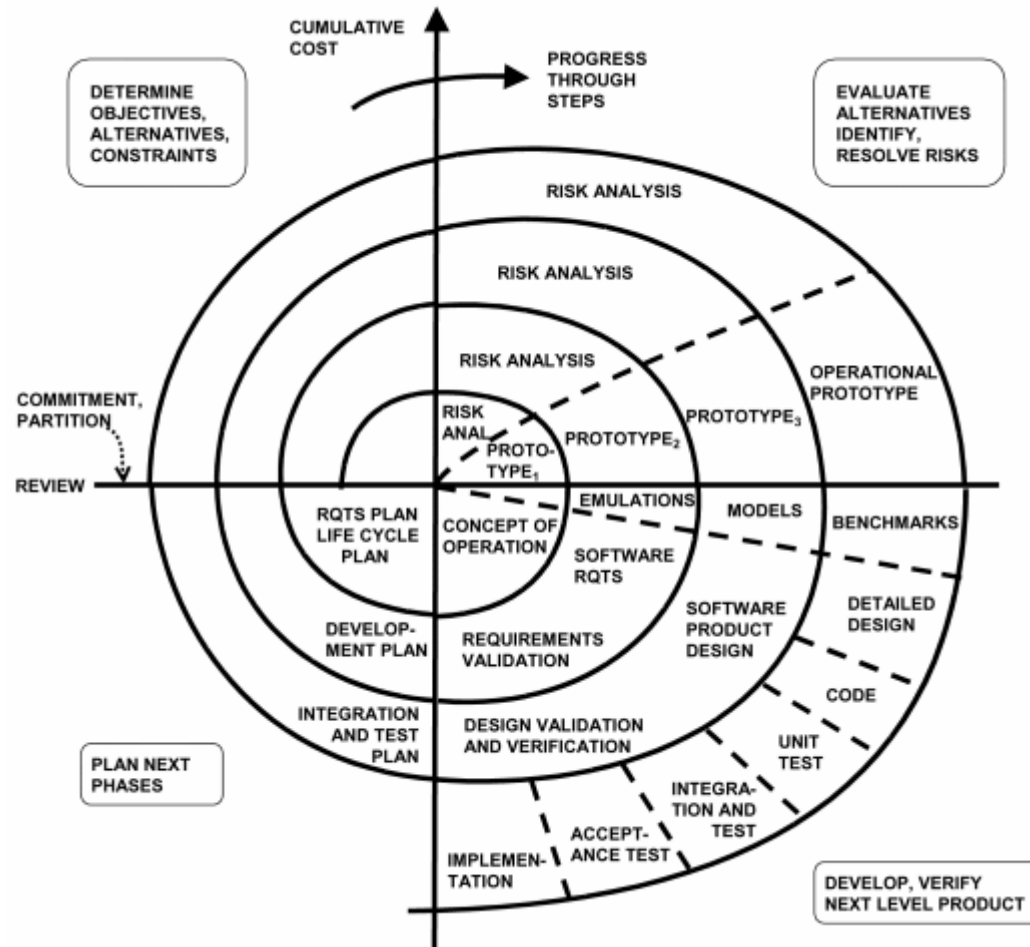 CUMULATIVE
COST
PROGRESS
THROUGH
STEPS
DETERMINE
OBJECTIVES,
ALTERNATIVES,
CONSTRAINTS
EVALUATE
ALTERNATIVES
IDENTIFY,
RESOLVE RISKS
RISK ANALYSIS
RISK ANALYSIS
RISK ANALYSIS
RISK
ANAL.
PROTO-
TYPE1
PROTOTYPE2
PROTOTYPE3
OPERATIONAL
PROTOTYPE
COMMITMENT,
PARTITION
REVIEW
RQTS PLAN
LIFE CYCLE
PLAN
CONCEPT OF
OPERATION
EMULATIONS
MODELS
BENCHMARKS
SOFTWARE
RQTS
SOFTWARE
PRODUCT
DESIGN
DETAILED
DESIGN
DEVELOP-
MENT PLAN
REQUIREMENTS
VALIDATION
CODE
INTEGRATION
AND TEST
PLAN
DESIGN VALIDATION
AND VERIFICATION
UNIT
TEST
INTEGRA-
TION AND
TEST
ACCEPT-
ANCE TEST
IMPLEMEN-
TATION
PLAN NEXT
PHASES
DEVELOP, VERIFY
NEXT LEVEL PRODUCT